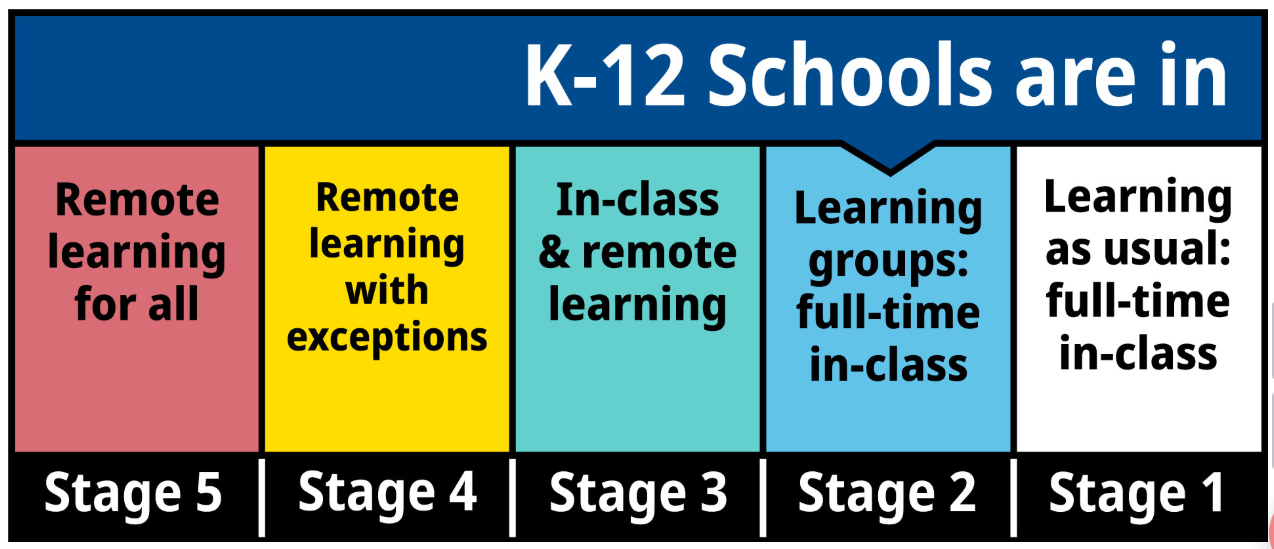 K-12 Schools are in
Remote
learning
for all
Remote
learning
with
exceptions
In-class
& remote
learning
Learning
groups:
full-time
in-class
Learning
as usual:
full-time
in-class
Stage 5
Stage 4
Stage 3
Stage 2
Stage 1